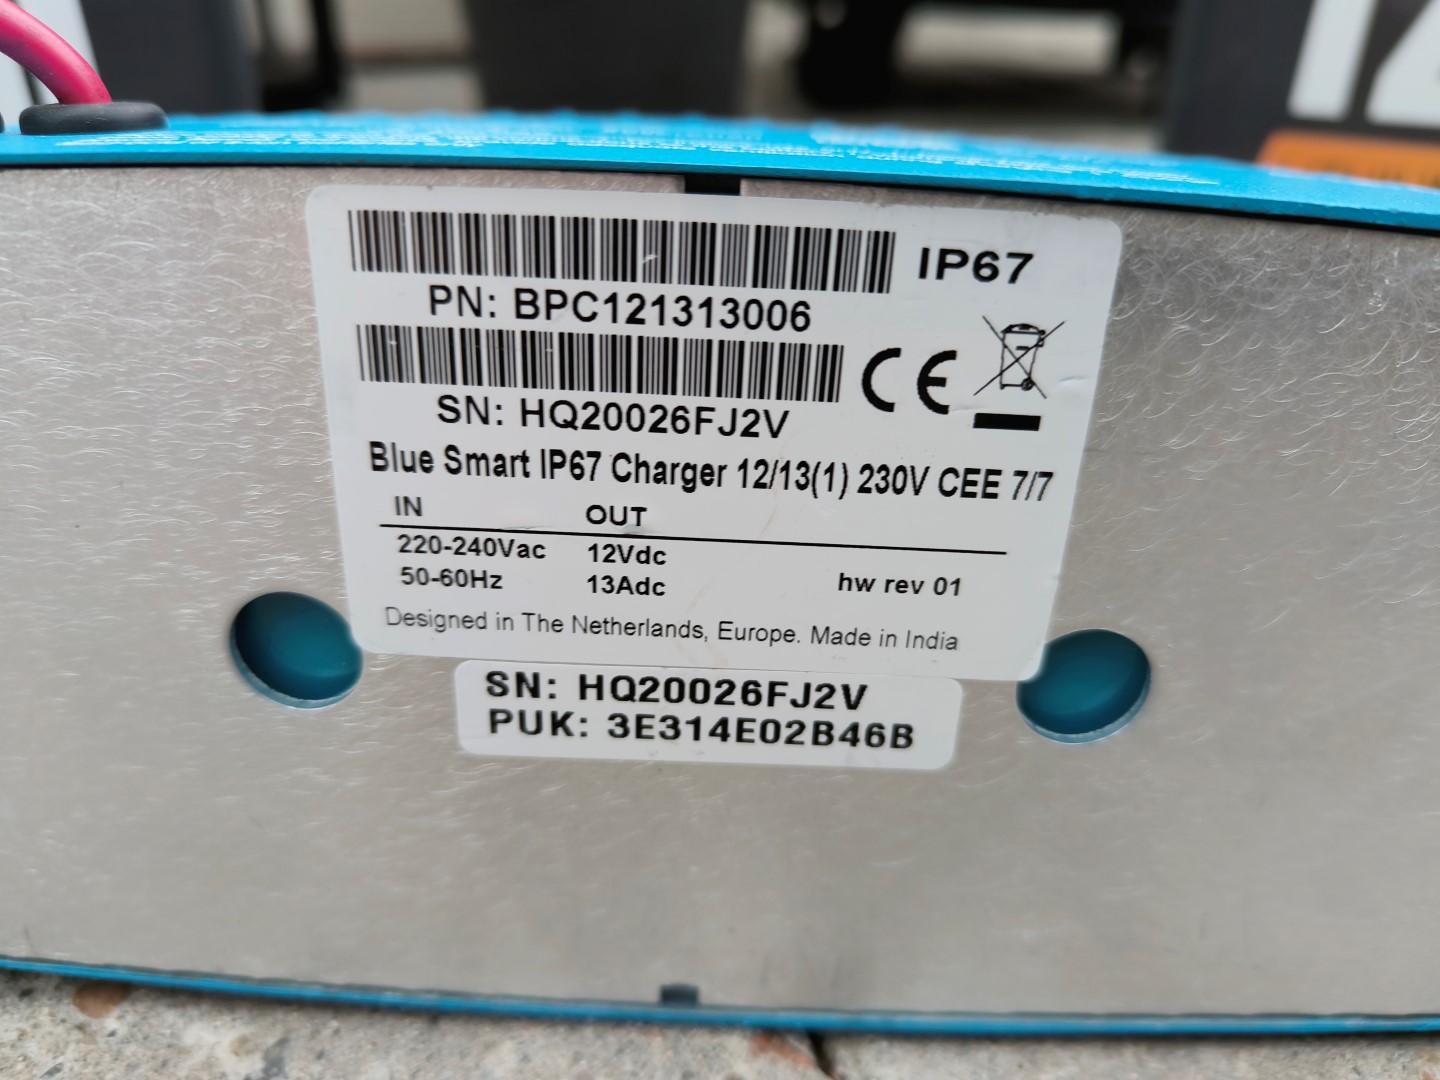 IP67
PN: BPC121313006
SN: HQ20026FJ2V
CE
Blue Smart IP67 Charger 12/13(1) 230V CEE 7/7
IN OUT
220-240Vac 12Vdc
50-60Hz 13Adc hw rev 01
Designed in The Netherlands, Europe. Made in India
SN: HQ20026FJ2V
PUK: 3E314E02B46B